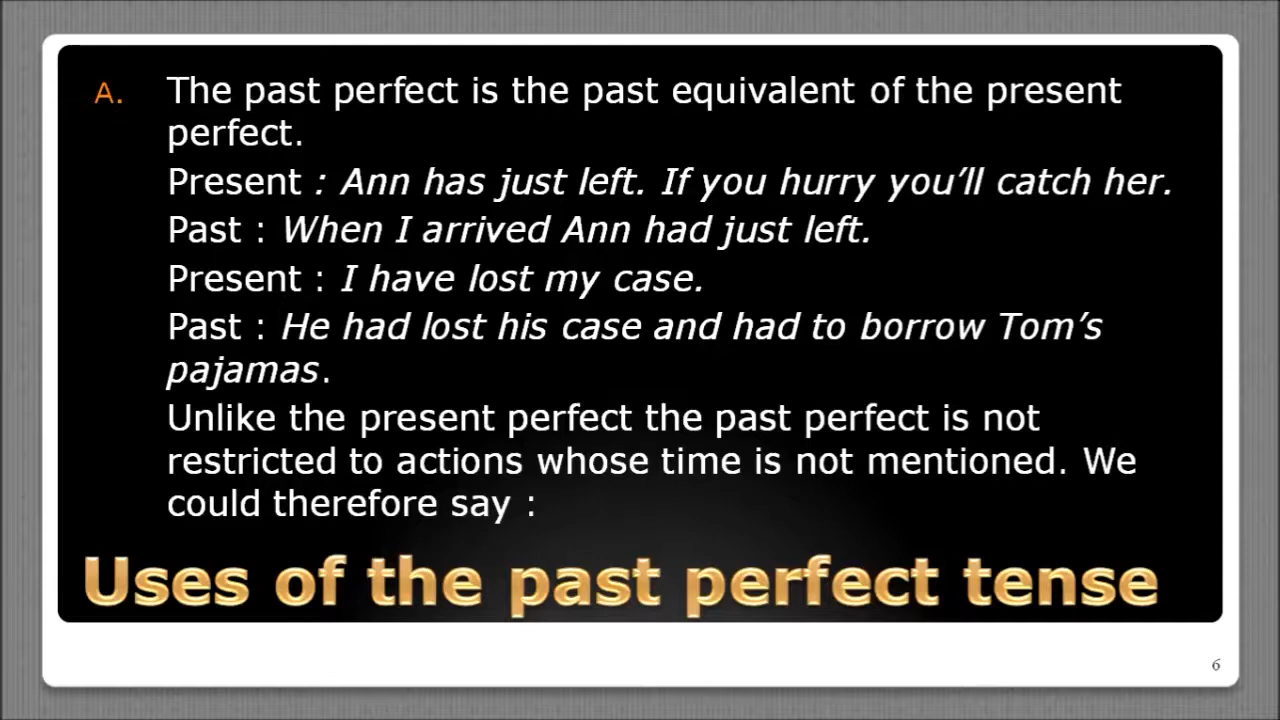 A. The past perfect is the past equivalent of the present
perfect.
Present : Ann has just left. If you hurry you’ll catch her.
Past : When I arrived Ann had just left.
Present : I have lost my case.
Past : He had lost his case and had to borrow Tom’s
pajamas.
Unlike the present perfect the past perfect is not
restricted to actions whose time is not mentioned. We
could therefore say :
Uses of the past perfect tense
6